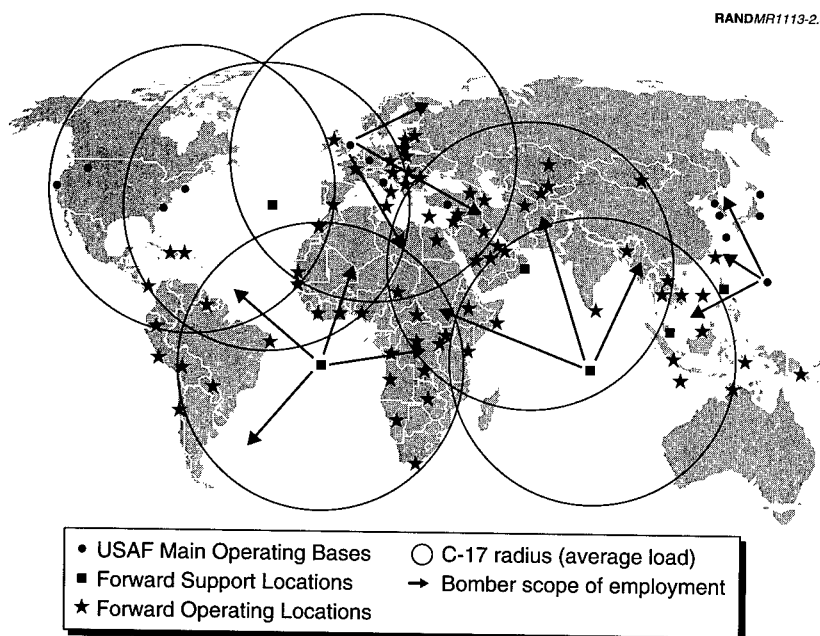 RANDMR1113-2.
USAF Main Operating Bases
Forward Support Locations
Forward Operating Locations
C-17 radius (average load)
Bomber scope of employment